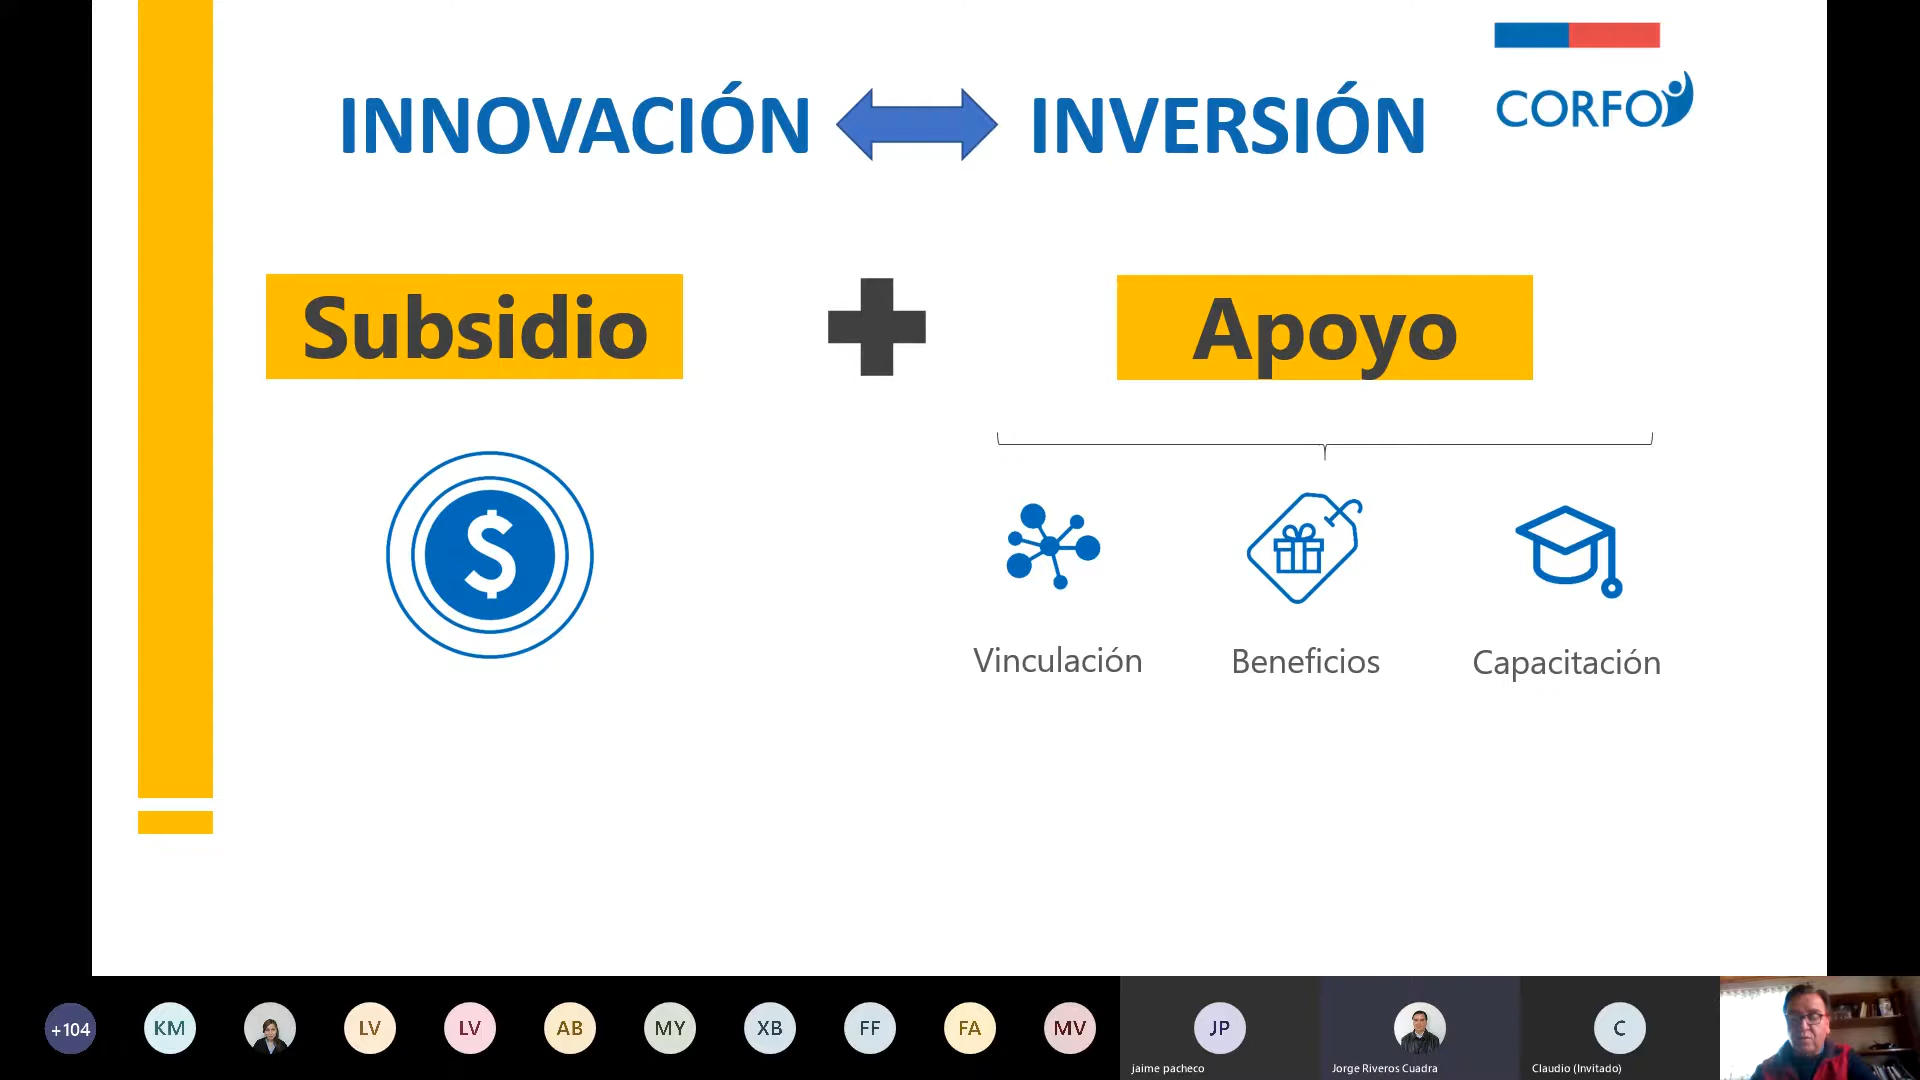 INNOVACIÓN INVERSIÓN
CORFO
Subsidio
Apoyo
$
Vinculación
Beneficios
Capacitación
+104
KM
LV
LV
AB
MY
XB
FF
FA
MV
JP
C
jaime pacheco
Jorge Riveros Cuadra
Claudio (Invitado)